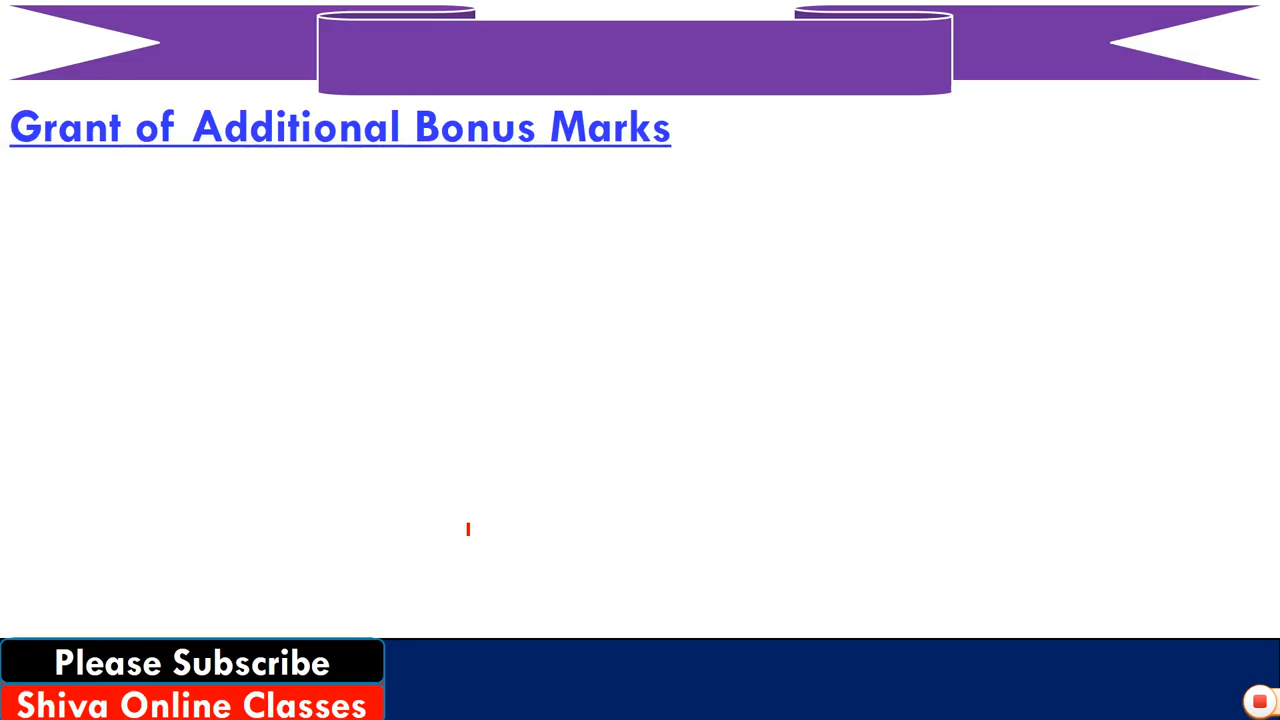 Grant of Additional Bonus Marks
Please Subscribe
Shiva Online Classes